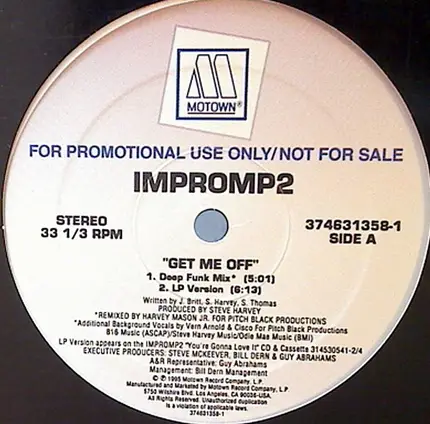 MOTOWN®
FOR PROMOTIONAL USE ONLY/NOT FOR SALE
IMPROMP2
STEREO
33 1/3 RPM
374631358-1
SIDE A
"GET ME OFF"
1. Deep Funk Mix* (5:01)
2. LP Version (6:13)
Written by J. Britt, S. Harvey, S. Thomas
PRODUCED BY STEVE HARVEY
*REMIXED BY HARVEY MASON JR. FOR PITCH BLACK PRODUCTIONS
*Additional Background Vocals by Vern Arnold & Cisco For Pitch Black Productions
816 Music (ASCAP)/Steve Harvey Music/Odie Mae Music (BMI)
LP Version appears on the IMPROMP2 "You're Gonna Love It" CD & Cassette 314530541-2/4
EXECUTIVE PRODUCERS: STEVE MCKEEVER, BILL DERN & GUY ABRAHAMS
A&R Representative: Guy Abrahams
Management: Bill Dern Management
© ℗ 1995 Motown Record Company, L.P.
Manufactured and Marketed by Motown Record Company, L.P.
5750 Wilshire Blvd. Los Angeles, CA 90036-USA.
All Rights Reserved. Unauthorized duplication
is a violation of applicable laws.
374631358-1